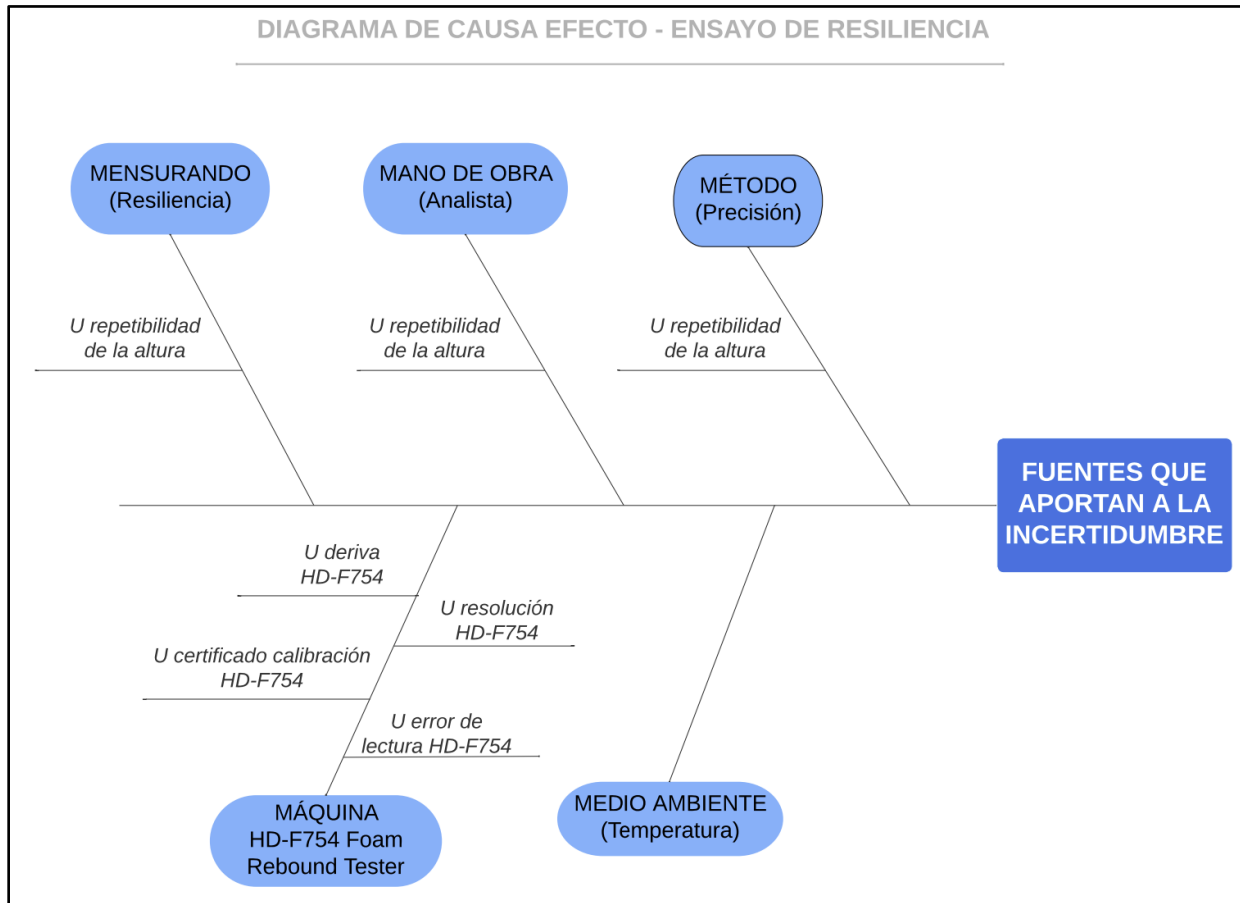 DIAGRAMA DE CAUSA EFECTO - ENSAYO DE RESILIENCIA
MENSURANDO
(Resiliencia)
MANO DE OBRA
(Analista)
MÉTODO
(Precisión)
U repetibilidad
de la altura
U repetibilidad
de la altura
U repetibilidad
de la altura
FUENTES QUE
APORTAN A LA
INCERTIDUMBRE
U deriva
HD-F754
U resolución
HD-F754
U certificado calibración
HD-F754
U error de
lectura HD-F754
MÁQUINA
HD-F754 Foam
Rebound Tester
MEDIO AMBIENTE
(Temperatura)